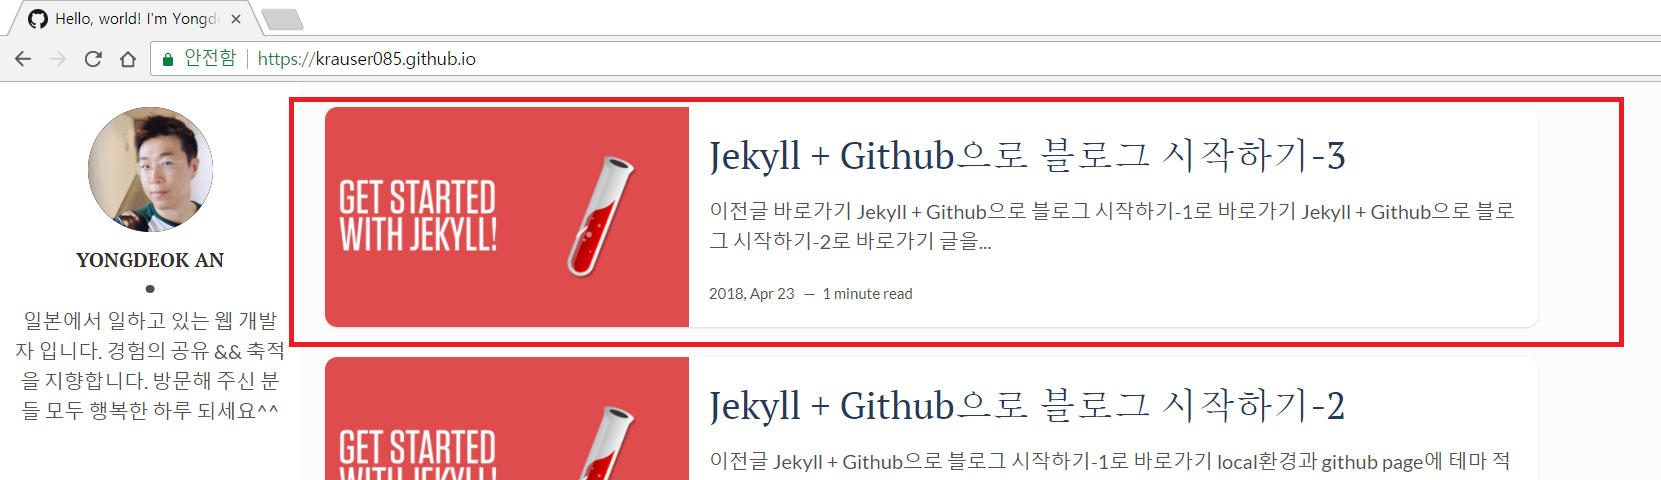 Hello, world! I'm Yongd
안전함 https://krauser085.github.io
YONGDEOK AN
일본에서 일하고 있는 웹 개발
자 입니다. 경험의 공유 && 축적
을 지향합니다. 방문해 주신 분
들 모두 행복한 하루 되세요^^
GET STARTED
WITH JEKYLL!
Jekyll + Github으로 블로그 시작하기-3
이전글 바로가기 Jekyll + Github으로 블로그 시작하기-1로 바로가기 Jekyll + Github으로 블로
그 시작하기-2로 바로가기 글을...
2018, Apr 23 — 1 minute read
GET STARTED
WITH JEKYLL!
Jekyll + Github으로 블로그 시작하기-2
이전글 Jekyll + Github으로 블로그 시작하기-1로 바로가기 local환경과 github page에 테마 적